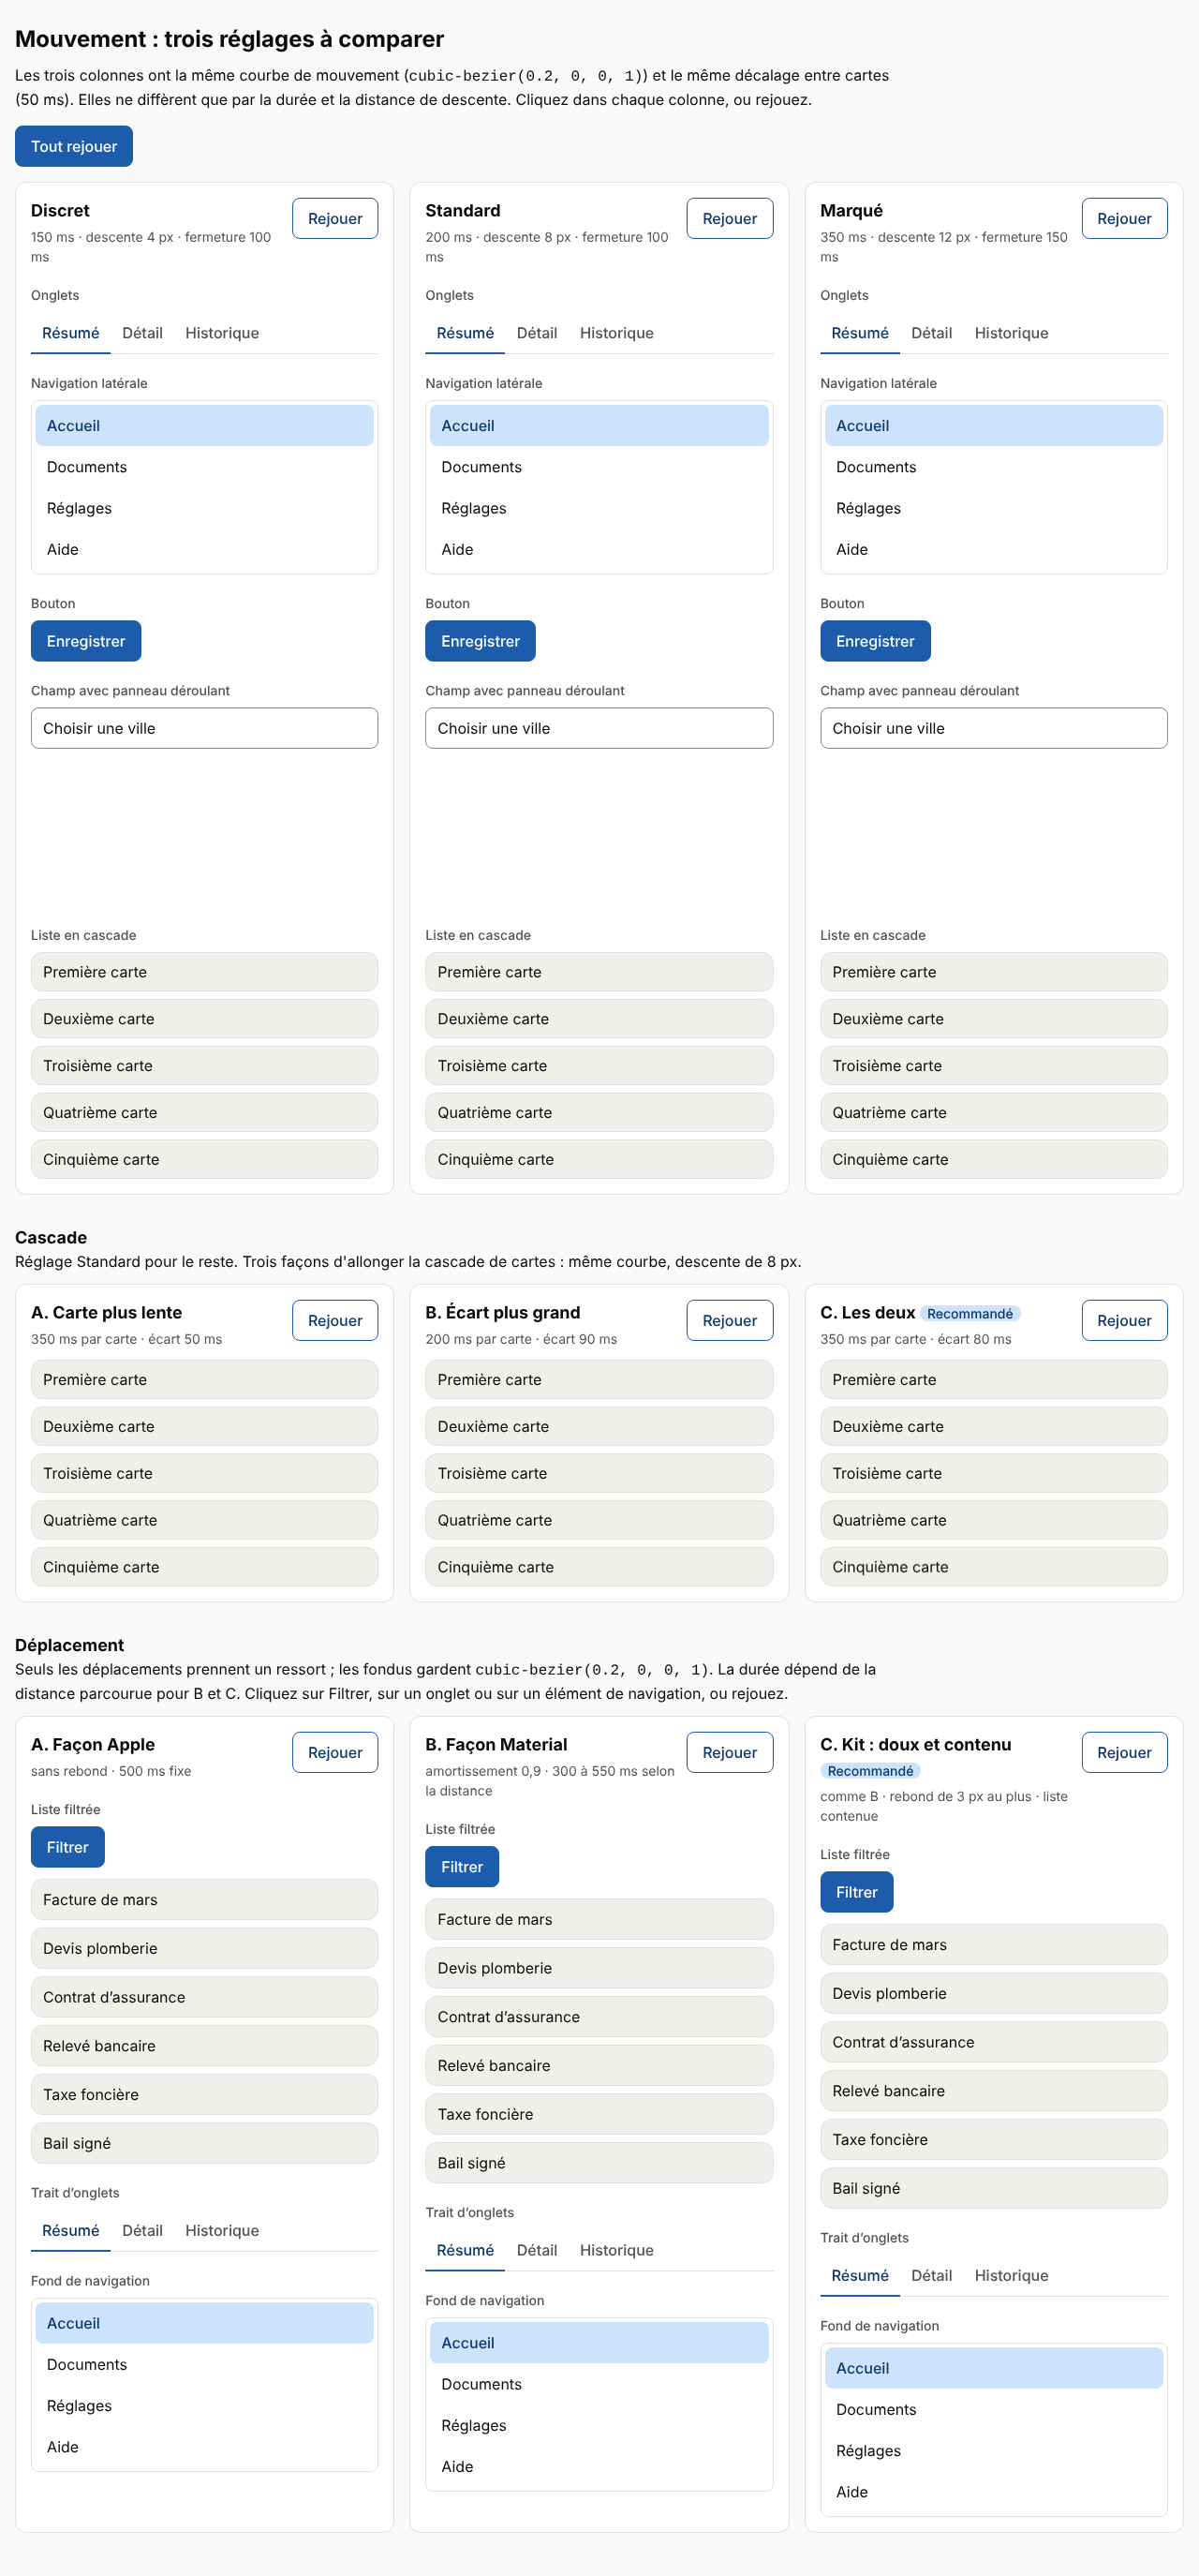 Mouvement : trois réglages à comparer
Les trois colonnes ont la même courbe de mouvement (cubic-bezier(0.2, 0, 0, 1)) et le même décalage entre cartes
(50 ms). Elles ne diffèrent que par la durée et la distance de descente. Cliquez dans chaque colonne, ou rejouez.
Tout rejouer
Discret
Rejouer
150 ms · descente 4 px · fermeture 100
ms
Onglets
Résumé Détail Historique
Navigation latérale
Accueil
Documents
Réglages
Aide
Bouton
Enregistrer
Champ avec panneau déroulant
Choisir une ville
Liste en cascade
Première carte
Deuxième carte
Troisième carte
Quatrième carte
Cinquième carte
Standard
Rejouer
200 ms · descente 8 px · fermeture 100
ms
Onglets
Résumé Détail Historique
Navigation latérale
Accueil
Documents
Réglages
Aide
Bouton
Enregistrer
Champ avec panneau déroulant
Choisir une ville
Liste en cascade
Première carte
Deuxième carte
Troisième carte
Quatrième carte
Cinquième carte
Marqué
Rejouer
350 ms · descente 12 px · fermeture 150
ms
Onglets
Résumé Détail Historique
Navigation latérale
Accueil
Documents
Réglages
Aide
Bouton
Enregistrer
Champ avec panneau déroulant
Choisir une ville
Liste en cascade
Première carte
Deuxième carte
Troisième carte
Quatrième carte
Cinquième carte
Cascade
Réglage Standard pour le reste. Trois façons d'allonger la cascade de cartes : même courbe, descente de 8 px.
A. Carte plus lente
Rejouer
350 ms par carte · écart 50 ms
Première carte
Deuxième carte
Troisième carte
Quatrième carte
Cinquième carte
B. Écart plus grand
Rejouer
200 ms par carte · écart 90 ms
Première carte
Deuxième carte
Troisième carte
Quatrième carte
Cinquième carte
C. Les deux Recommandé
Rejouer
350 ms par carte · écart 80 ms
Première carte
Deuxième carte
Troisième carte
Quatrième carte
Cinquième carte
Déplacement
Seuls les déplacements prennent un ressort ; les fondus gardent cubic-bezier(0.2, 0, 0, 1). La durée dépend de la
distance parcourue pour B et C. Cliquez sur Filtrer, sur un onglet ou sur un élément de navigation, ou rejouez.
A. Façon Apple
Rejouer
sans rebond · 500 ms fixe
Liste filtrée
Filtrer
Facture de mars
Devis plomberie
Contrat d’assurance
Relevé bancaire
Taxe foncière
Bail signé
Trait d’onglets
Résumé Détail Historique
Fond de navigation
Accueil
Documents
Réglages
Aide
B. Façon Material
Rejouer
amortissement 0,9 · 300 à 550 ms selon
la distance
Liste filtrée
Filtrer
Facture de mars
Devis plomberie
Contrat d’assurance
Relevé bancaire
Taxe foncière
Bail signé
Trait d’onglets
Résumé Détail Historique
Fond de navigation
Accueil
Documents
Réglages
Aide
C. Kit : doux et contenu
Rejouer
Recommandé
comme B · rebond de 3 px au plus · liste
contenue
Liste filtrée
Filtrer
Facture de mars
Devis plomberie
Contrat d’assurance
Relevé bancaire
Taxe foncière
Bail signé
Trait d’onglets
Résumé Détail Historique
Fond de navigation
Accueil
Documents
Réglages
Aide